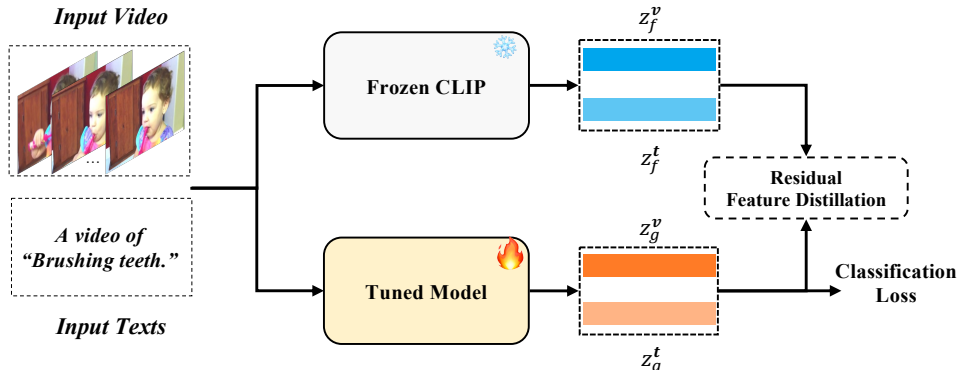 Input Video
...
A video of
“Brushing teeth.”
Input Texts
Frozen CLIP
Tuned Model
z_f^v
z_f^t
z_g^v
z_g^t
Residual
Feature Distillation
Classification
Loss